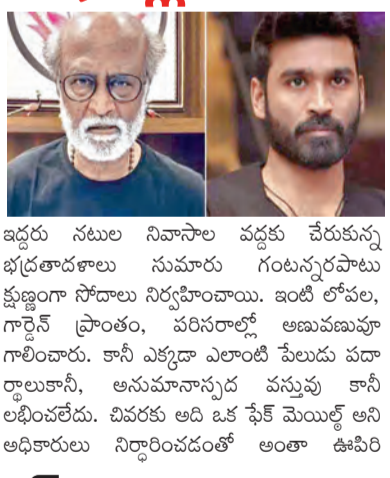 ఇద్దరు నటుల నివాసాల వద్దకు చేరుకున్న
భద్రతాదళాలు సుమారు గంటన్నరపాటు
క్షుణ్ణంగా సోదాలు నిర్వహించాయి. ఇంటి లోపల,
గార్డెన్ ప్రాంతం, పరిసరాల్లో అణువణువూ
గాలించారు. కానీ ఎక్కడా ఎలాంటి పేలుడు పదా
ర్థాలుకానీ, అనుమానాస్పద వస్తువు కానీ
లభించలేదు. చివరకు అది ఒక ఫేక్ మెయిల్గ్ అని
అధికారులు నిర్ధారించడంతో అంతా ఊపిరి